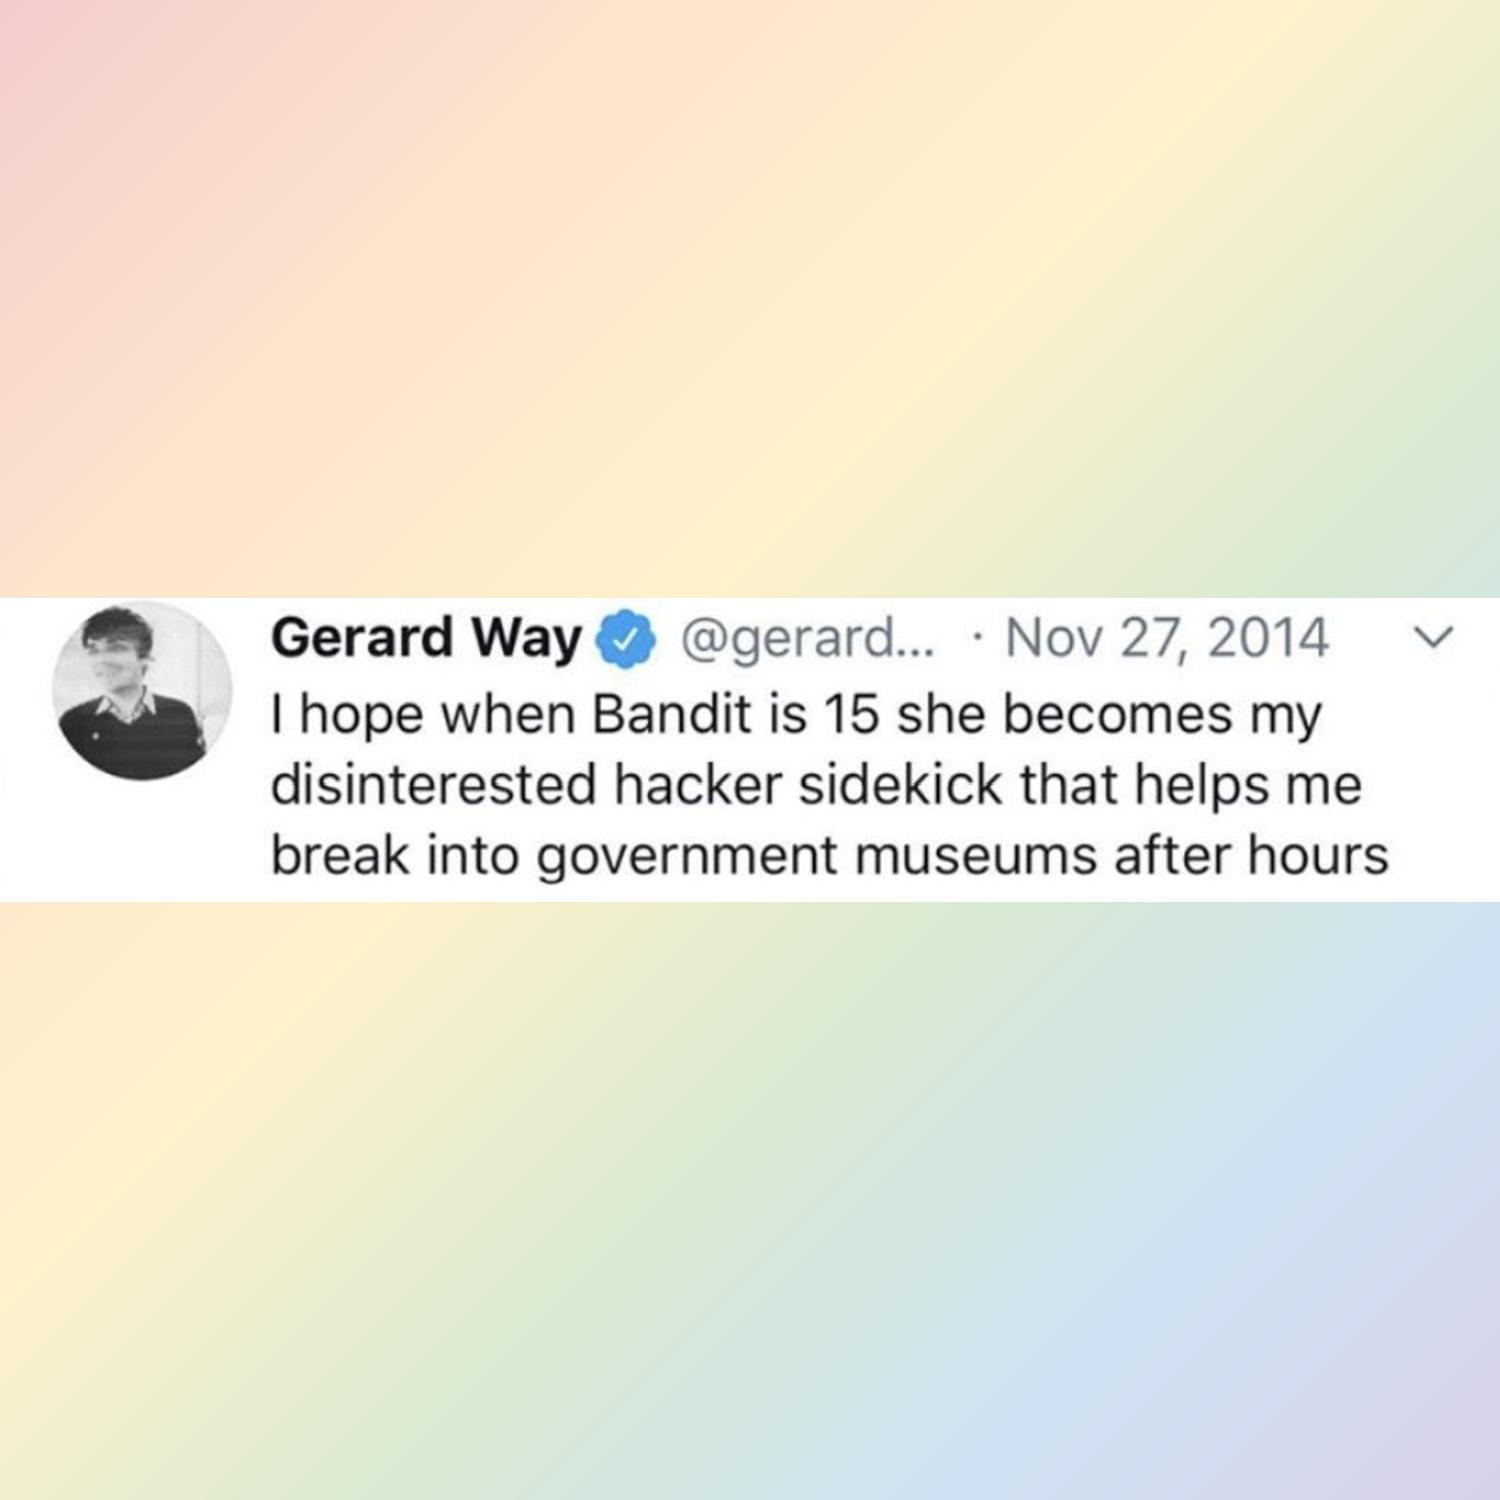 Gerard Way @gerard... · Nov 27, 2014
I hope when Bandit is 15 she becomes my
disinterested hacker sidekick that helps me
break into government museums after hours